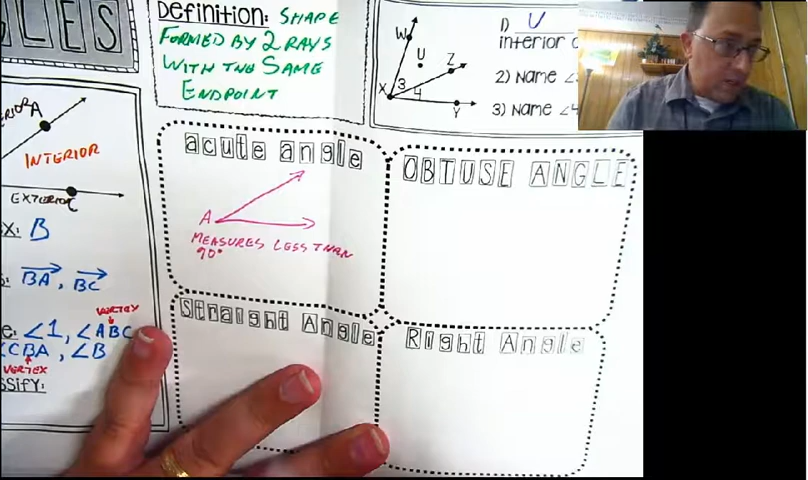 GLES
Definition: SHAPE
FORMED BY 2 RAYS
WITH THE SAME
ENDPOINT
W
U
Z
X 3 4
Y
1) U
interior o
2) Name ∠
3) Name ∠4
A
INTERIOR
EXTERIOR C
X: B
BA, BC
VERTEX
e: ∠1, ∠ABC
∠CBA, ∠B
VERTEX
ssify:
acute angle
A
MEASURES LESS THAN
90°
OBTUSE ANGLE
Straight Angle
Right Angle